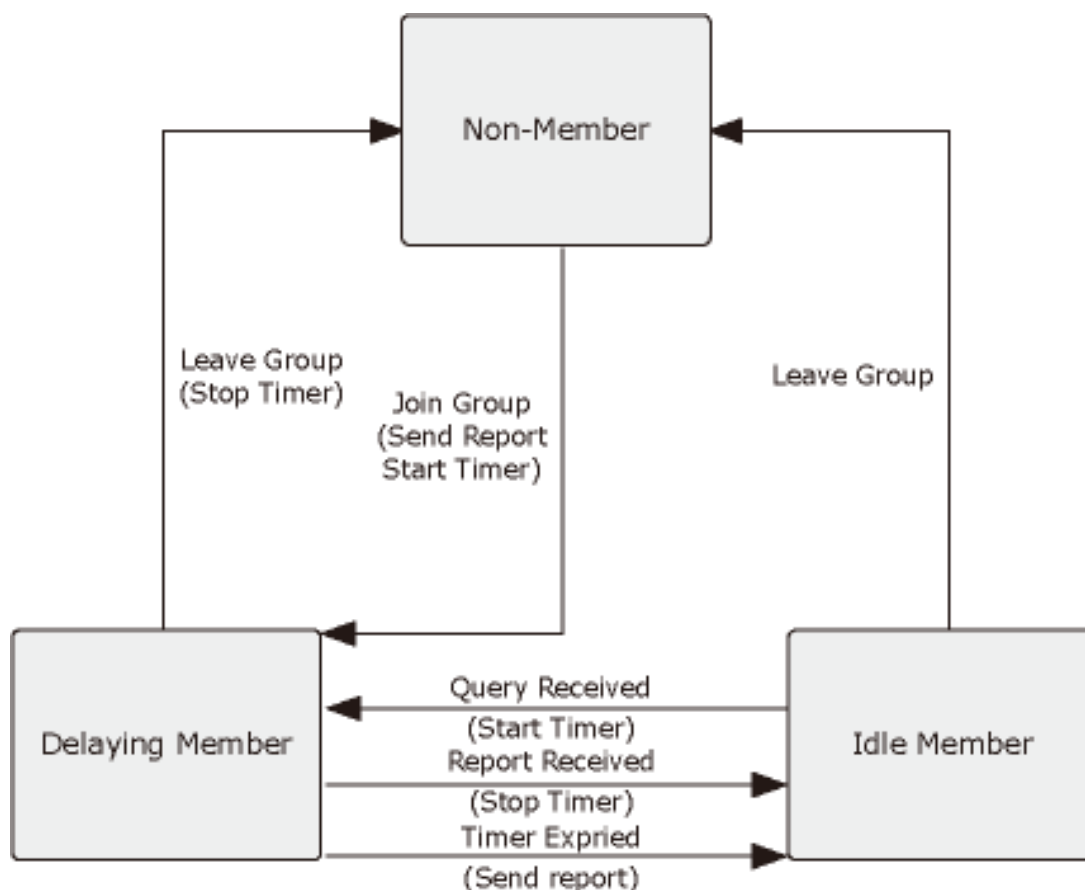 Non-Member
Leave Group
(Stop Timer)
Join Group
(Send Report
Start Timer)
Leave Group
Delaying Member
Query Received
(Start Timer)
Report Received
(Stop Timer)
Timer Expried
(Send report)
Idle Member